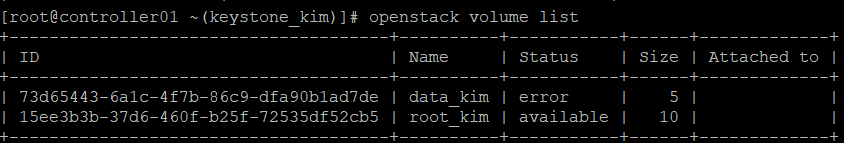 [root@controller01 ~(keystone_kim)]# openstack volume list
+--------------------------------------+----------+-----------+------+-------------+
| ID                                   | Name     | Status    | Size | Attached to |
+--------------------------------------+----------+-----------+------+-------------+
| 73d65443-6a1c-4f7b-86c9-dfa90b1ad7de | data_kim | error     |    5 |             |
| 15ee3b3b-37d6-460f-b25f-72535df52cb5 | root_kim | available |   10 |             |
+--------------------------------------+----------+-----------+------+-------------+